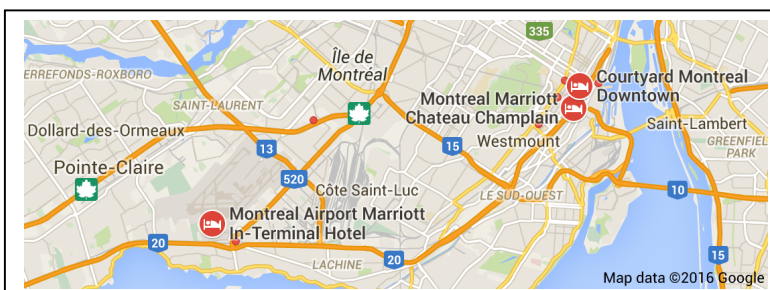 335
Île de
Montréal
Courtyard Montreal
Downtown
ERREFONDS-ROXBORO
SAINT-LAURENT
Montreal Marriott
Chateau Champlain
Dollard-des-Ormeaux
Saint-Lambert
13
15
Westmount
GREENFIEL
PARK
Pointe-Claire
520
Côte Saint-Luc
LE SUD-OUEST
10
Montreal Airport Marriott
In-Terminal Hotel
20
20
LACHINE
15
Map data ©2016 Google